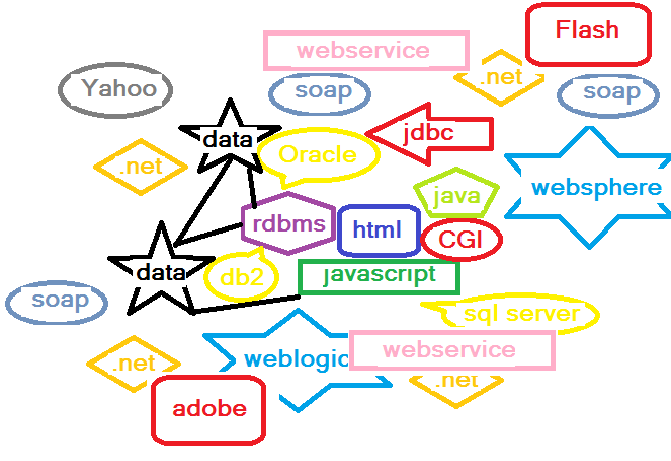 Flash
webservice
.net
Yahoo
soap
soap
jdbc
data
Oracle
.net
websphere
java
rdbms
html
CGI
data
db2
javascript
soap
sql server
webservice
weblogic
.net
.net
adobe